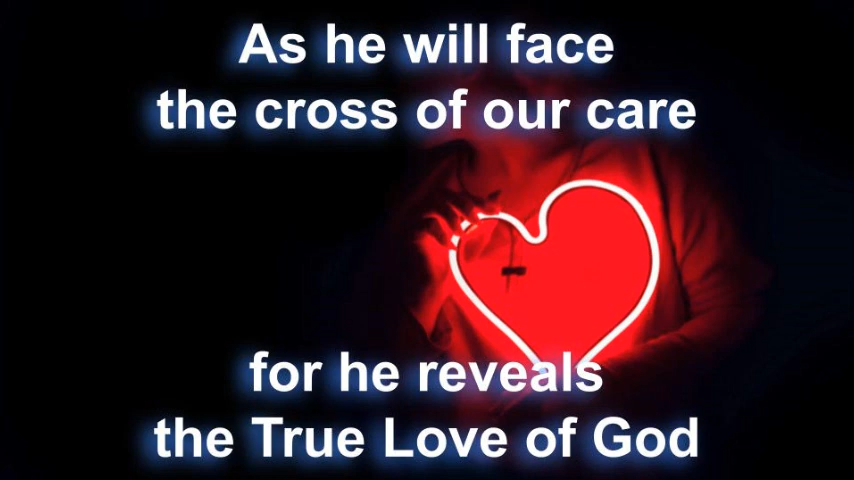 As he will face
the cross of our care
for he reveals
the True Love of God